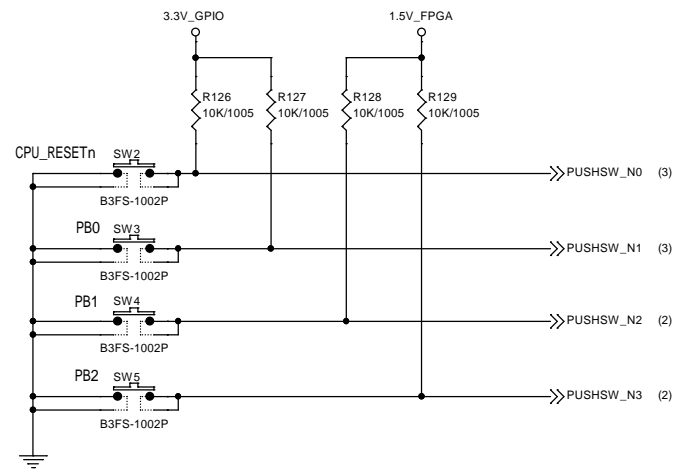 3.3V_GPIO 1.5V_FPGA
R126 R127 R128 R129
10K/1005 10K/1005 10K/1005 10K/1005
CPU_RESETn SW2
PUSHSW_N0 (3)
B3FS-1002P
PB0 SW3
PUSHSW_N1 (3)
B3FS-1002P
PB1 SW4
PUSHSW_N2 (2)
B3FS-1002P
PB2 SW5
PUSHSW_N3 (2)
B3FS-1002P